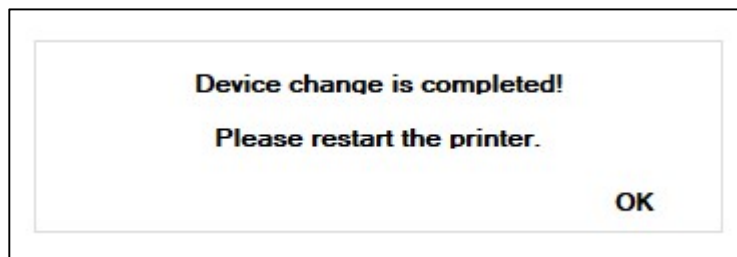 Device change is completed!
Please restart the printer.
OK